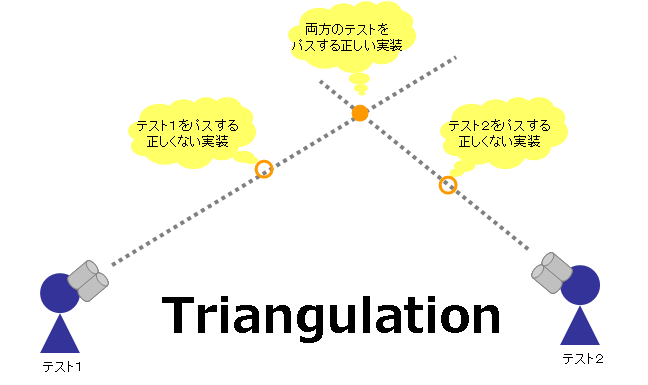 両方のテストを
パスする正しい実装
テスト１をパスする
正しくない実装
テスト２をパスする
正しくない実装
Triangulation
テスト１
テスト２